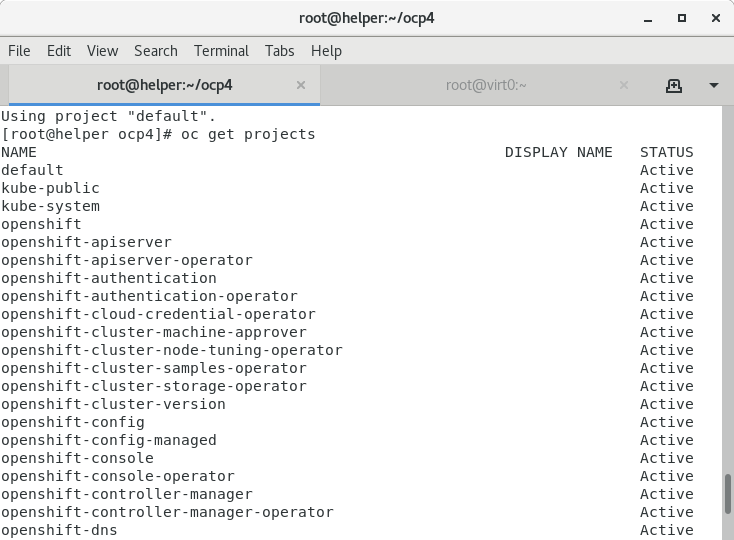 root@helper:~/ocp4
File Edit View Search Terminal Tabs Help
root@helper:~/ocp4 root@virt0:~
Using project "default".
[root@helper ocp4]# oc get projects
NAME DISPLAY NAME STATUS
default Active
kube-public Active
kube-system Active
openshift Active
openshift-apiserver Active
openshift-apiserver-operator Active
openshift-authentication Active
openshift-authentication-operator Active
openshift-cloud-credential-operator Active
openshift-cluster-machine-approver Active
openshift-cluster-node-tuning-operator Active
openshift-cluster-samples-operator Active
openshift-cluster-storage-operator Active
openshift-cluster-version Active
openshift-config Active
openshift-config-managed Active
openshift-console Active
openshift-console-operator Active
openshift-controller-manager Active
openshift-controller-manager-operator Active
openshift-dns Active